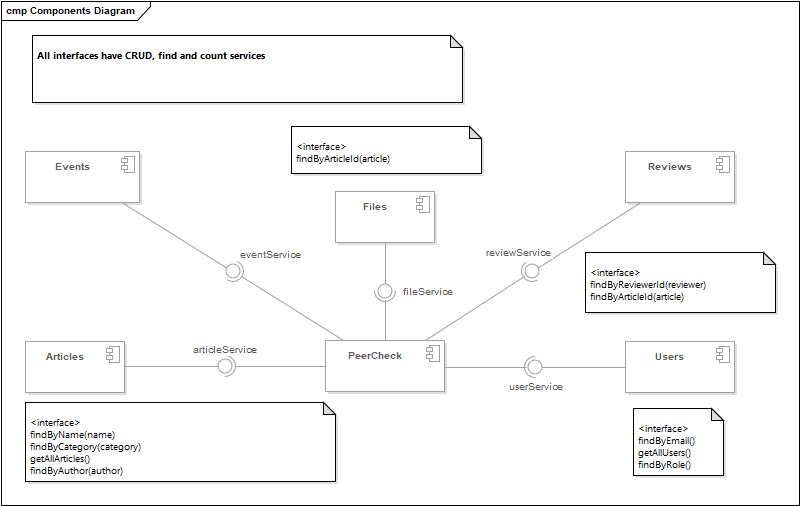 cmp Components Diagram
All interfaces have CRUD, find and count services
<interface>
findByArticleId(article)
Events
Reviews
Files
eventService
reviewService
<interface>
findByReviewerId(reviewer)
findByArticleId(article)
fileService
articleService
Articles
PeerCheck
Users
userService
<interface>
findByName(name)
findByCategory(category)
getAllArticles()
findByAuthor(author)
<interface>
findByEmail()
getAllUsers()
findByRole()